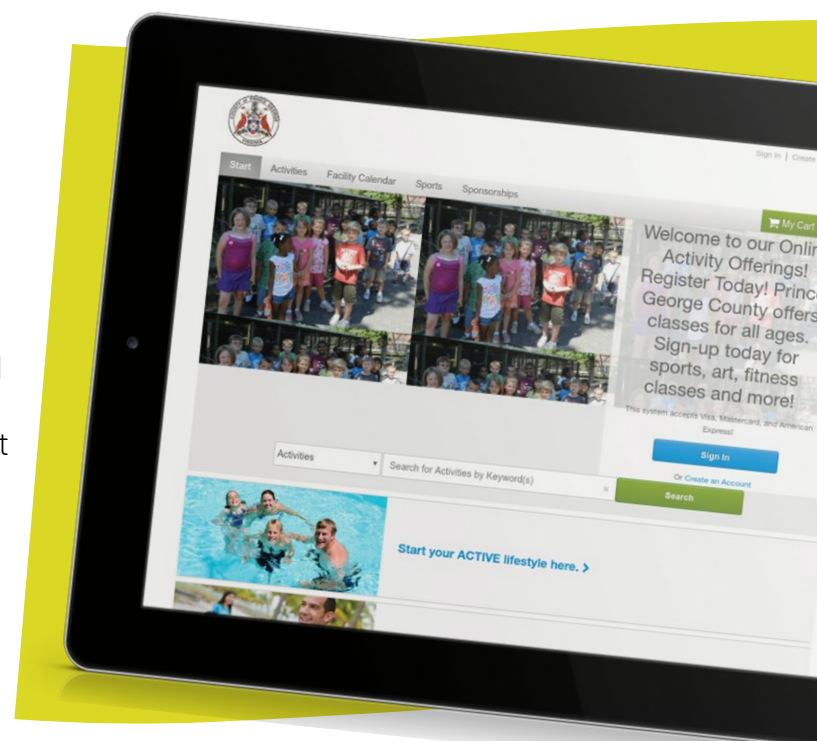 Sign In | Create
Start Activities Facility Calendar Sports Sponsorships
My Cart
Welcome to our Onlin
Activity Offerings!
Register Today! Prince
George County offers
classes for all ages.
Sign-up today for
sports, art, fitness
classes and more!
This system accepts Visa, Mastercard, and American
Express!
Sign In
Or Create an Account
Activities Search for Activities by Keyword(s) × Search
Start your ACTIVE lifestyle here. >
t